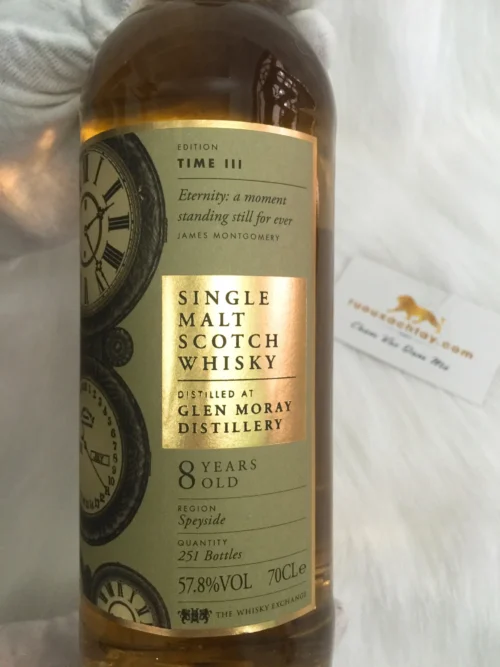 EDITION
TIME III
Eternity: a moment
standing still for ever
JAMES MONTGOMERY
SINGLE
MALT
SCOTCH
WHISKY
DISTILLED AT
GLEN MORAY
DISTILLERY
8 YEARS
OLD
REGION
Speyside
QUANTITY
251 Bottles
57.8%VOL 70CL e
THE WHISKY EXCHANGE
ruouxachtay.com